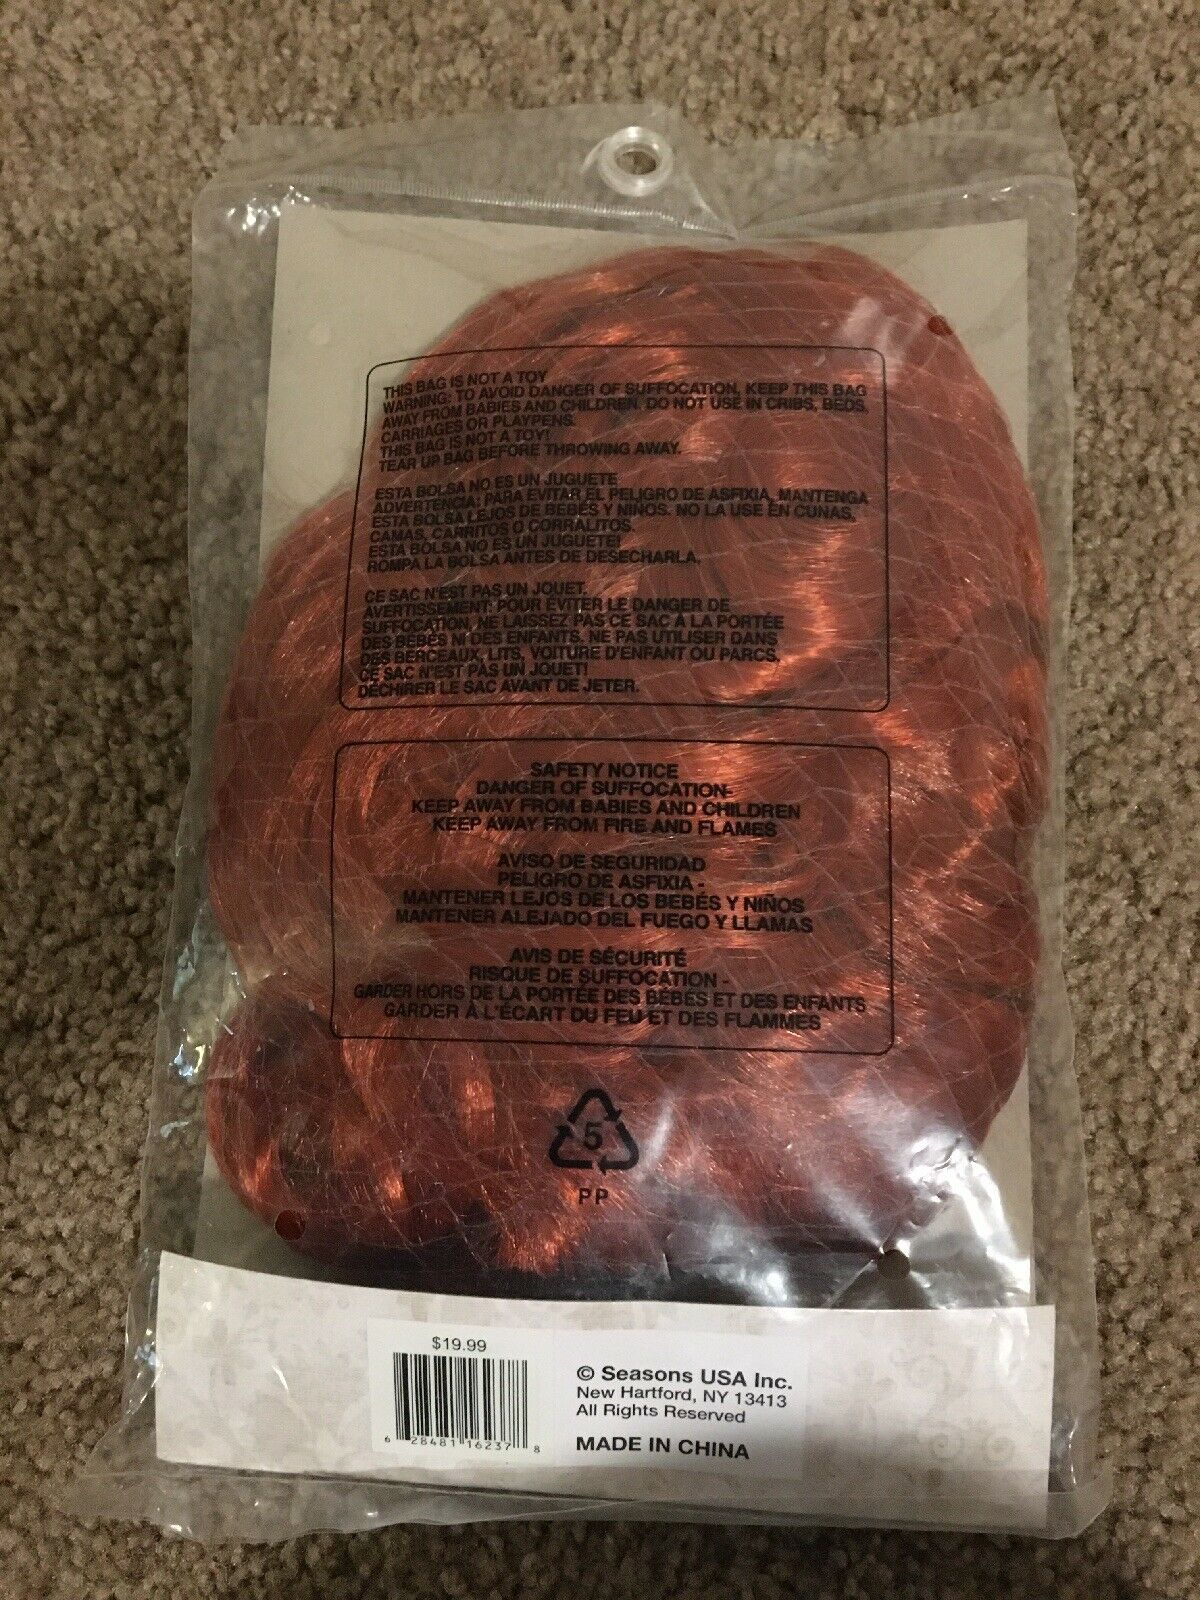 THIS BAG IS NOT A TOY
WARNING: TO AVOID DANGER OF SUFFOCATION, KEEP THIS BAG
AWAY FROM BABIES AND CHILDREN. DO NOT USE IN CRIBS, BEDS,
CARRIAGES OR PLAYPENS.
THIS BAG IS NOT A TOY!
TEAR UP BAG BEFORE THROWING AWAY.
ESTA BOLSA NO ES UN JUGUETE
ADVERTENCIA: PARA EVITAR EL PELIGRO DE ASFIXIA, MANTENGA
ESTA BOLSA LEJOS DE BEBÉS Y NIÑOS. NO LA USE EN CUNAS,
CAMAS, CARRITOS O CORRALITOS.
ESTA BOLSA NO ES UN JUGUETE!
ROMPA LA BOLSA ANTES DE DESECHARLA.
CE SAC N'EST PAS UN JOUET.
AVERTISSEMENT: POUR ÉVITER LE DANGER DE
SUFFOCATION, NE LAISSEZ PAS CE SAC À LA PORTÉE
DES BÉBÉS NI DES ENFANTS. NE PAS UTILISER DANS
DES BERCEAUX, LITS, VOITURE D'ENFANT OU PARCS.
CE SAC N'EST PAS UN JOUET!
DÉCHIRER LE SAC AVANT DE JETER.
SAFETY NOTICE
DANGER OF SUFFOCATION-
KEEP AWAY FROM BABIES AND CHILDREN
KEEP AWAY FROM FIRE AND FLAMES
AVISO DE SEGURIDAD
PELIGRO DE ASFIXIA -
MANTENER LEJOS DE LOS BEBÉS Y NIÑOS
MANTENER ALEJADO DEL FUEGO Y LLAMAS
AVIS DE SÉCURITÉ
RISQUE DE SUFFOCATION -
GARDER HORS DE LA PORTÉE DES BÉBÉS ET DES ENFANTS
GARDER À L'ÉCART DU FEU ET DES FLAMMES
5
PP
$19.99
6 28481 16237 8
© Seasons USA Inc.
New Hartford, NY 13413
All Rights Reserved
MADE IN CHINA